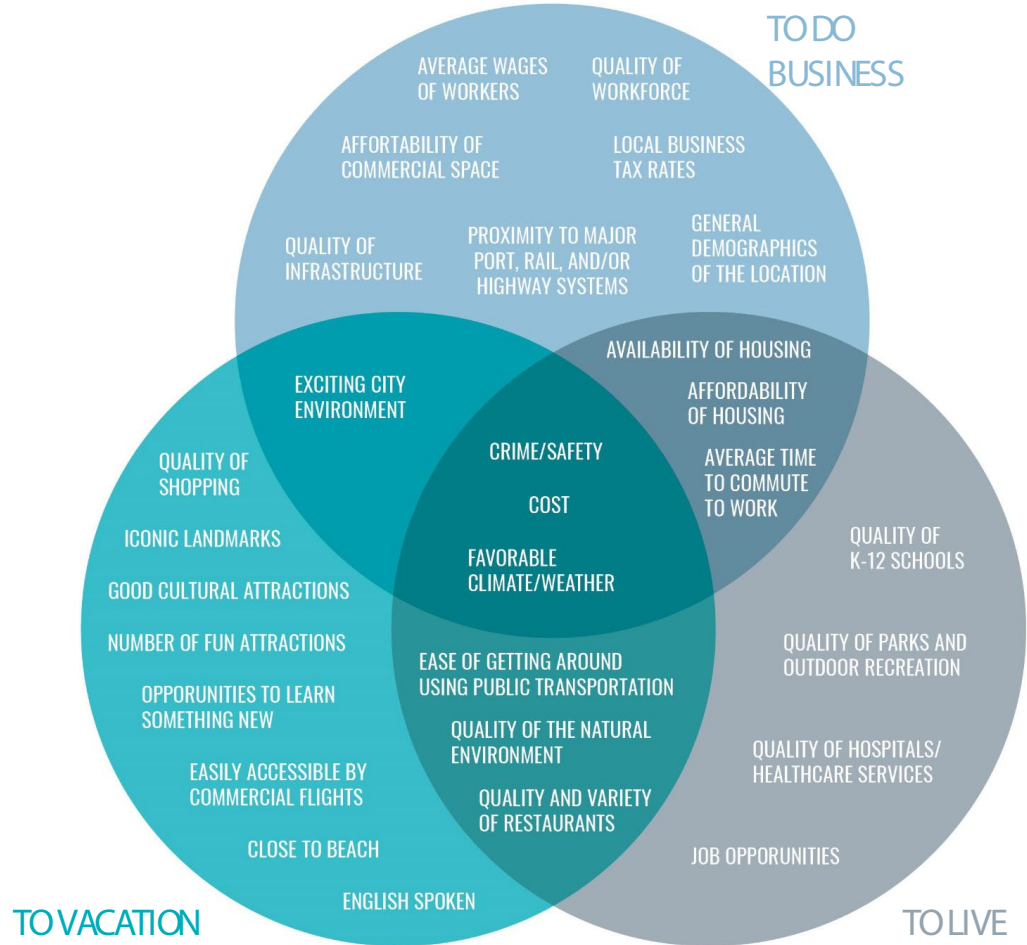 TO DO
BUSINESS
AVERAGE WAGES
OF WORKERS
QUALITY OF
WORKFORCE
AFFORTABILITY OF
COMMERCIAL SPACE
LOCAL BUSINESS
TAX RATES
QUALITY OF
INFRASTRUCTURE
PROXIMITY TO MAJOR
PORT, RAIL, AND/OR
HIGHWAY SYSTEMS
GENERAL
DEMOGRAPHICS
OF THE LOCATION
AVAILABILITY OF HOUSING
AFFORDABILITY
OF HOUSING
AVERAGE TIME
TO COMMUTE
TO WORK
EXCITING CITY
ENVIRONMENT
CRIME/SAFETY
COST
FAVORABLE
CLIMATE/WEATHER
QUALITY OF
SHOPPING
ICONIC LANDMARKS
GOOD CULTURAL ATTRACTIONS
NUMBER OF FUN ATTRACTIONS
OPPORUNITIES TO LEARN
SOMETHING NEW
EASILY ACCESSIBLE BY
COMMERCIAL FLIGHTS
CLOSE TO BEACH
ENGLISH SPOKEN
EASE OF GETTING AROUND
USING PUBLIC TRANSPORTATION
QUALITY OF THE NATURAL
ENVIRONMENT
QUALITY AND VARIETY
OF RESTAURANTS
QUALITY OF
K-12 SCHOOLS
QUALITY OF PARKS AND
OUTDOOR RECREATION
QUALITY OF HOSPITALS/
HEALTHCARE SERVICES
JOB OPPORUNITIES
TO VACATION
TO LIVE